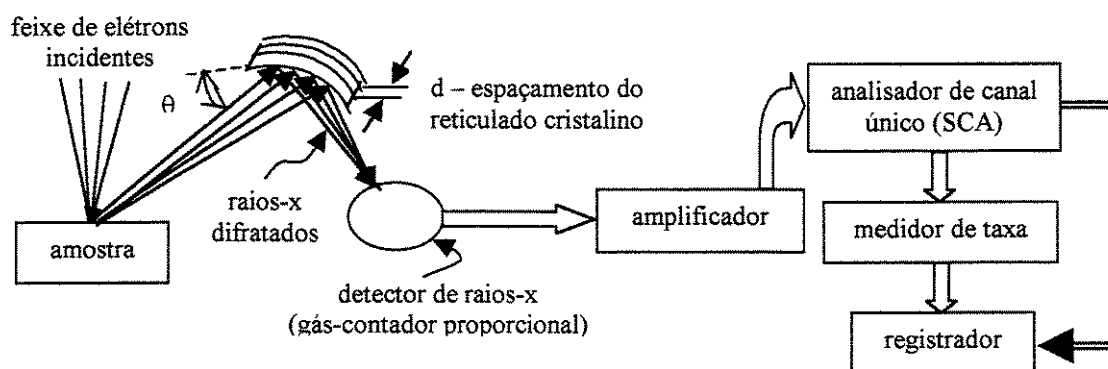 feixe de elétrons
incidentes
θ
d – espaçamento do
reticulado cristalino
analisador de canal
único (SCA)
raios-x
difratados
amostra
amplificador
medidor de taxa
detector de raios-x
(gás-contador proporcional)
registrador